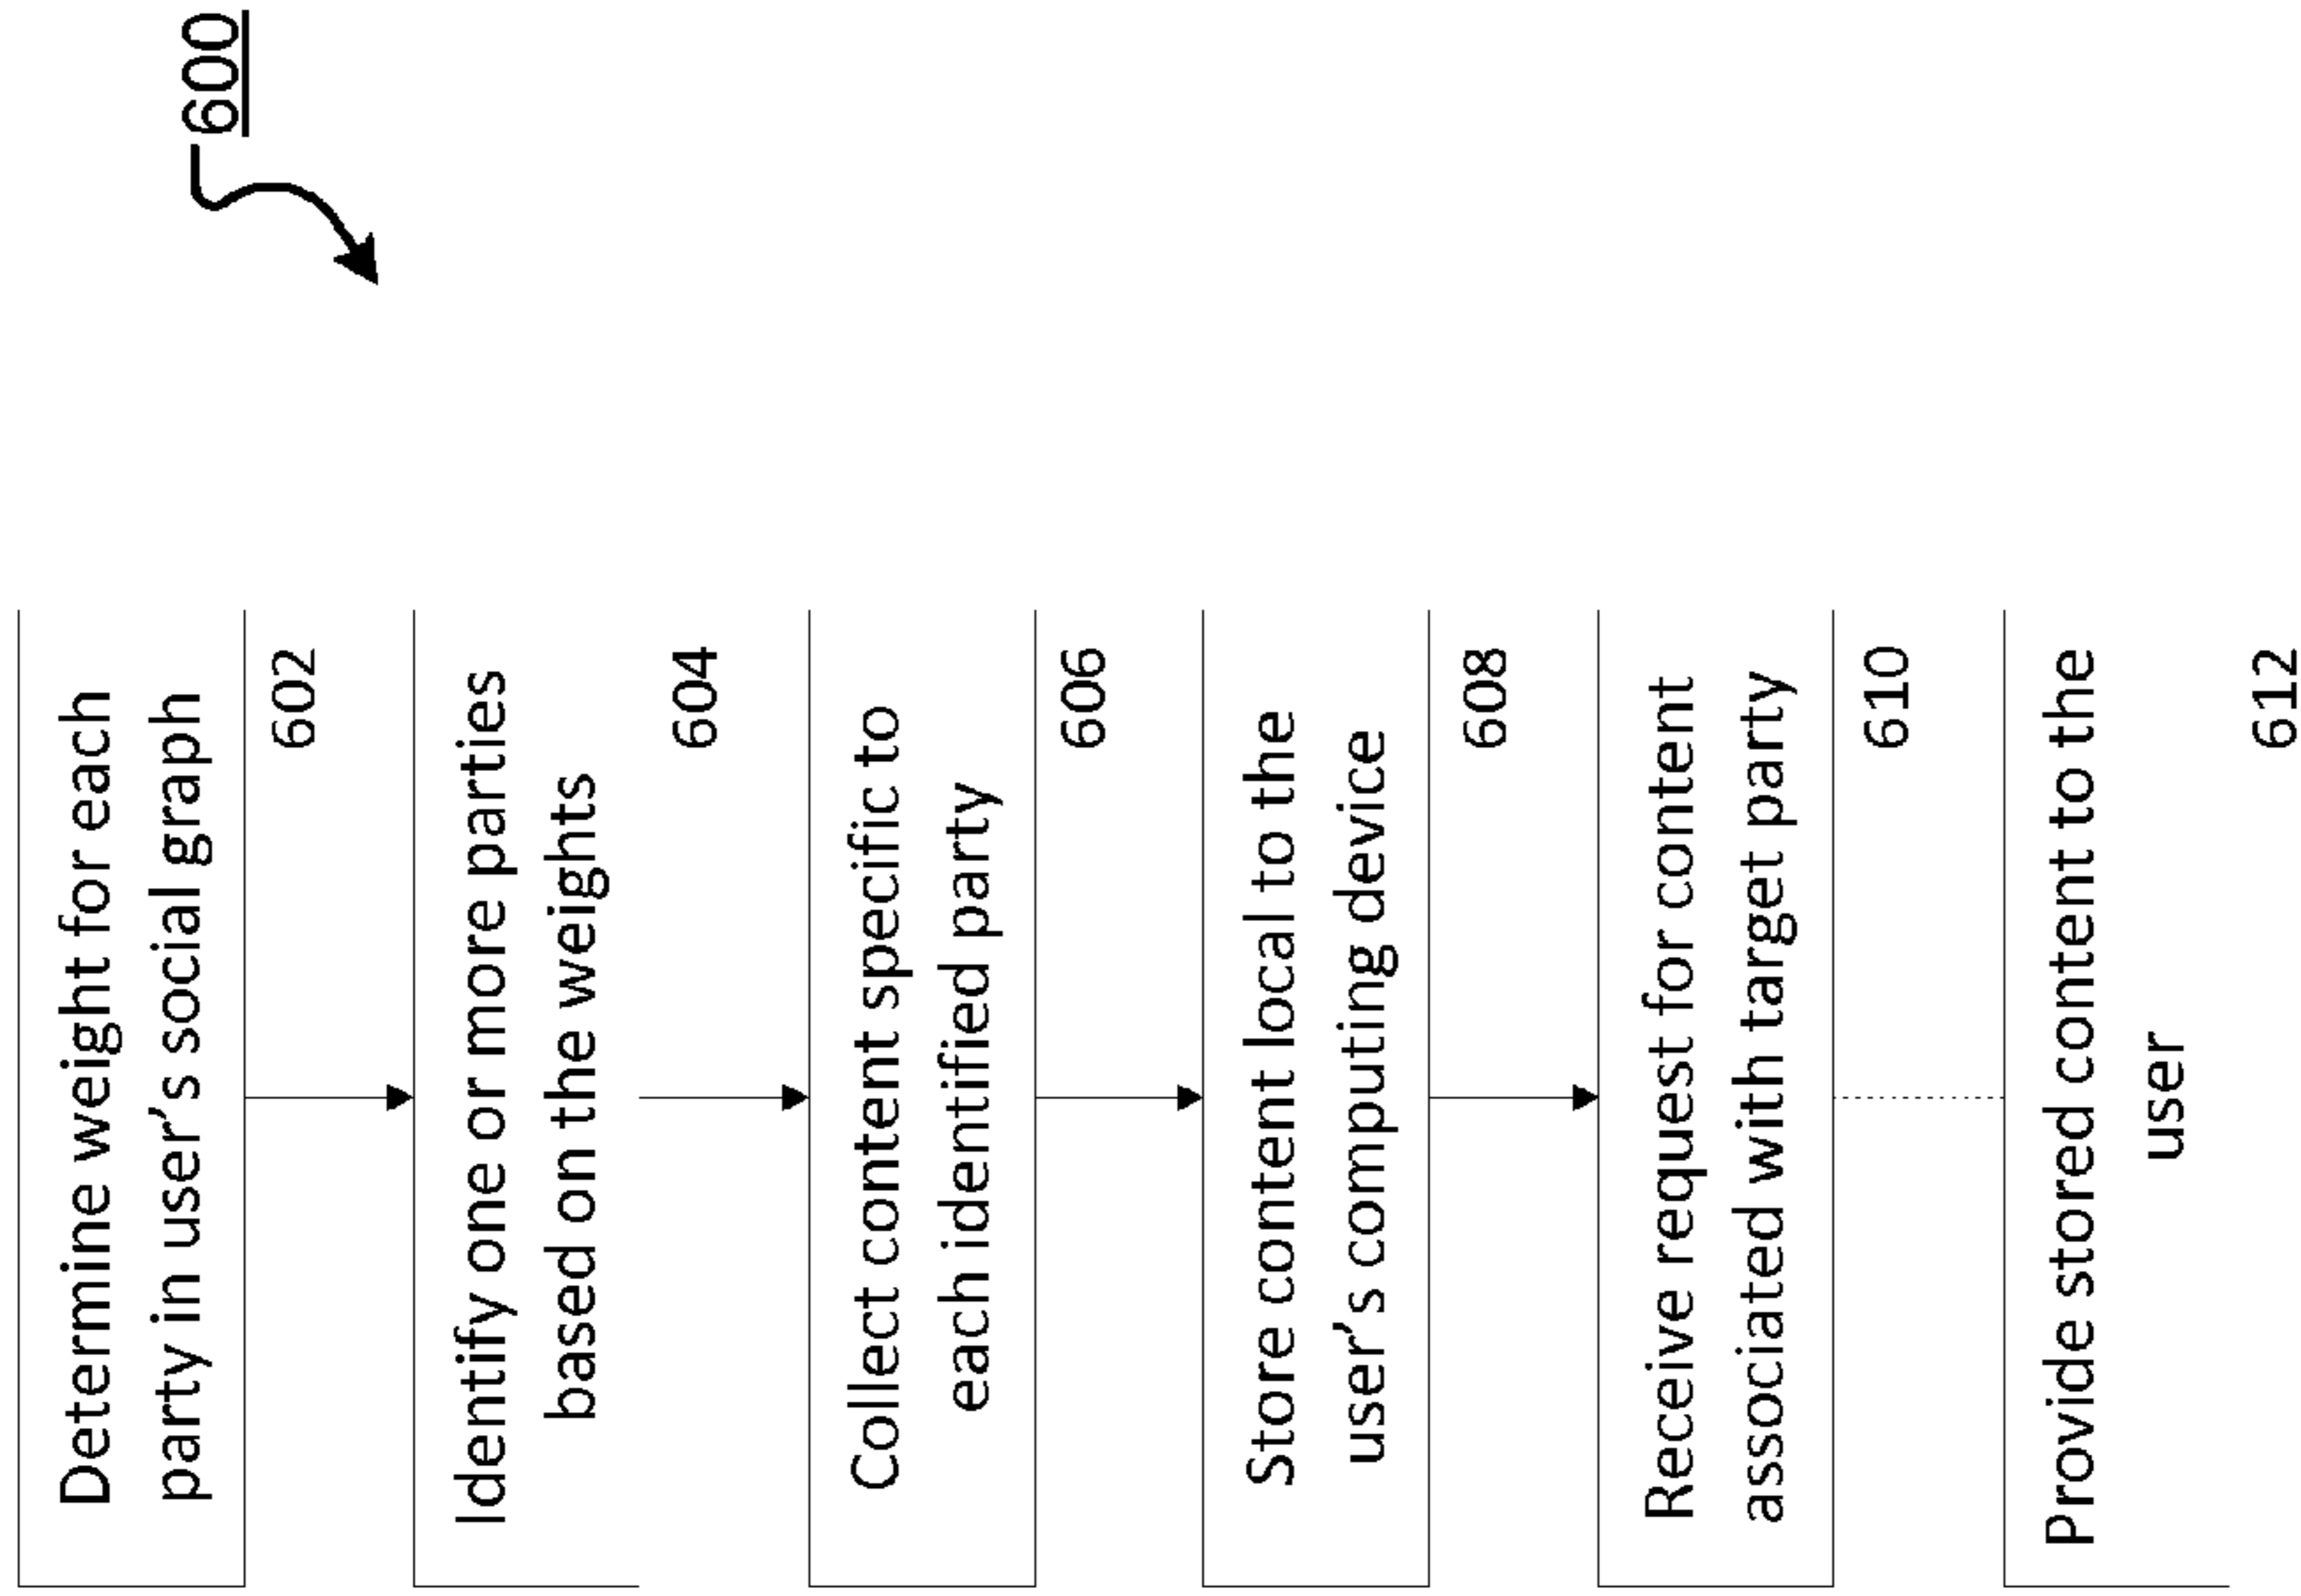 600
Determine weight for each
party in user's social graph
602
Identify one or more parties
based on the weights
604
Collect content specific to
each identified party
606
Store content local to the
user's computing device
608
Receive request for content
associated with target party
610
Provide stored content to the
user
612